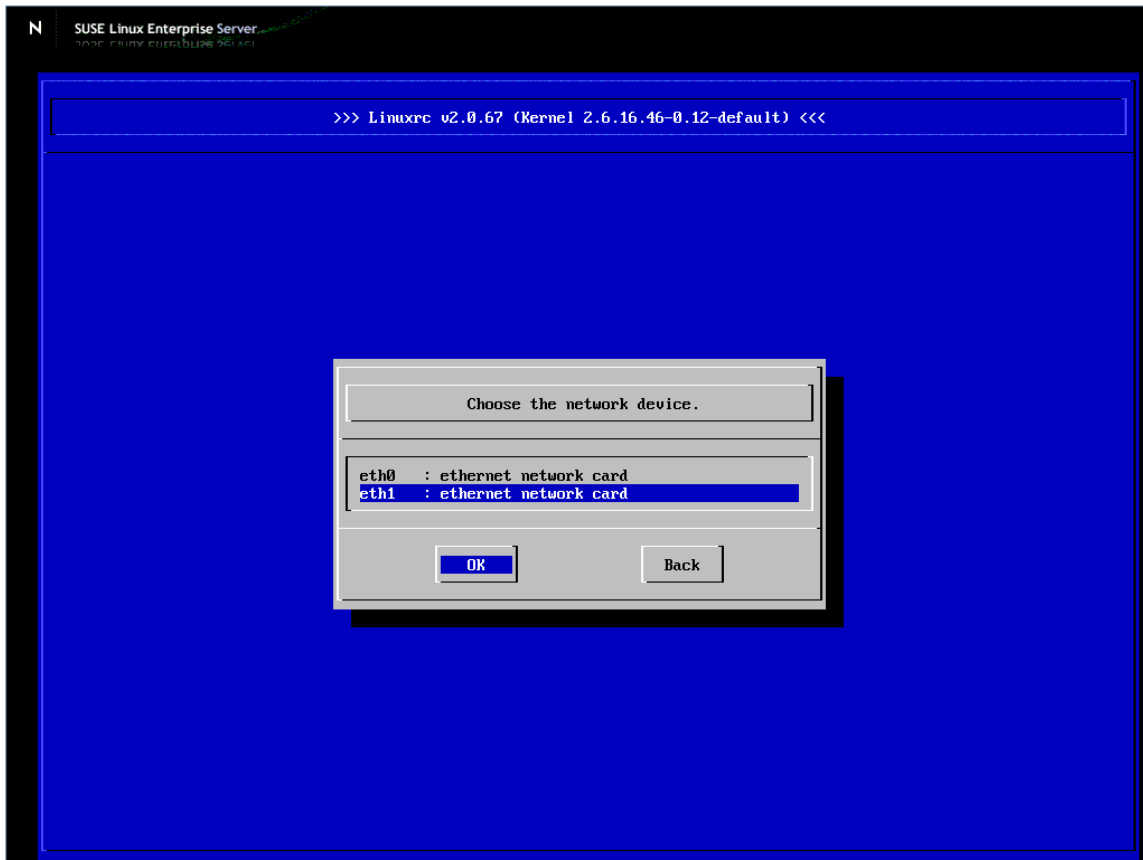 N
SUSE Linux Enterprise Server
>>> Linuxrc v2.0.67 (Kernel 2.6.16.46-0.12-default) <<<
Choose the network device.
eth0 : ethernet network card
eth1 : ethernet network card
OK Back